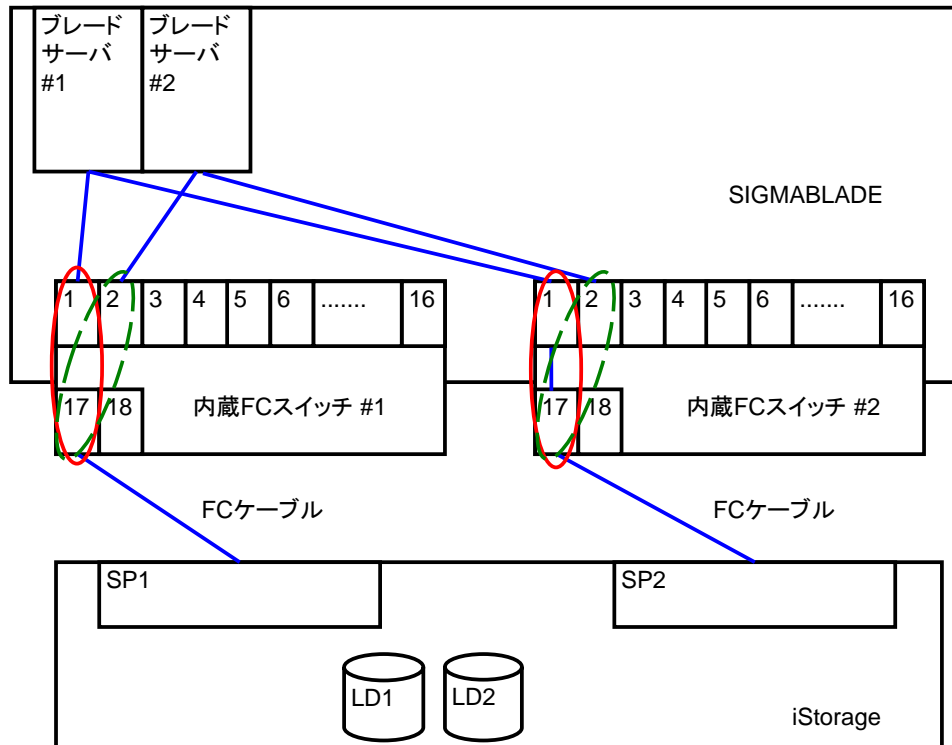 ブレード
サーバ
#1
ブレード
サーバ
#2
SIGMABLADE
1 2 3 4 5 6 ....... 16
1 2 3 4 5 6 ....... 16
17 18 内蔵FCスイッチ #1
17 18 内蔵FCスイッチ #2
FCケーブル
FCケーブル
SP1
SP2
LD1
LD2
iStorage